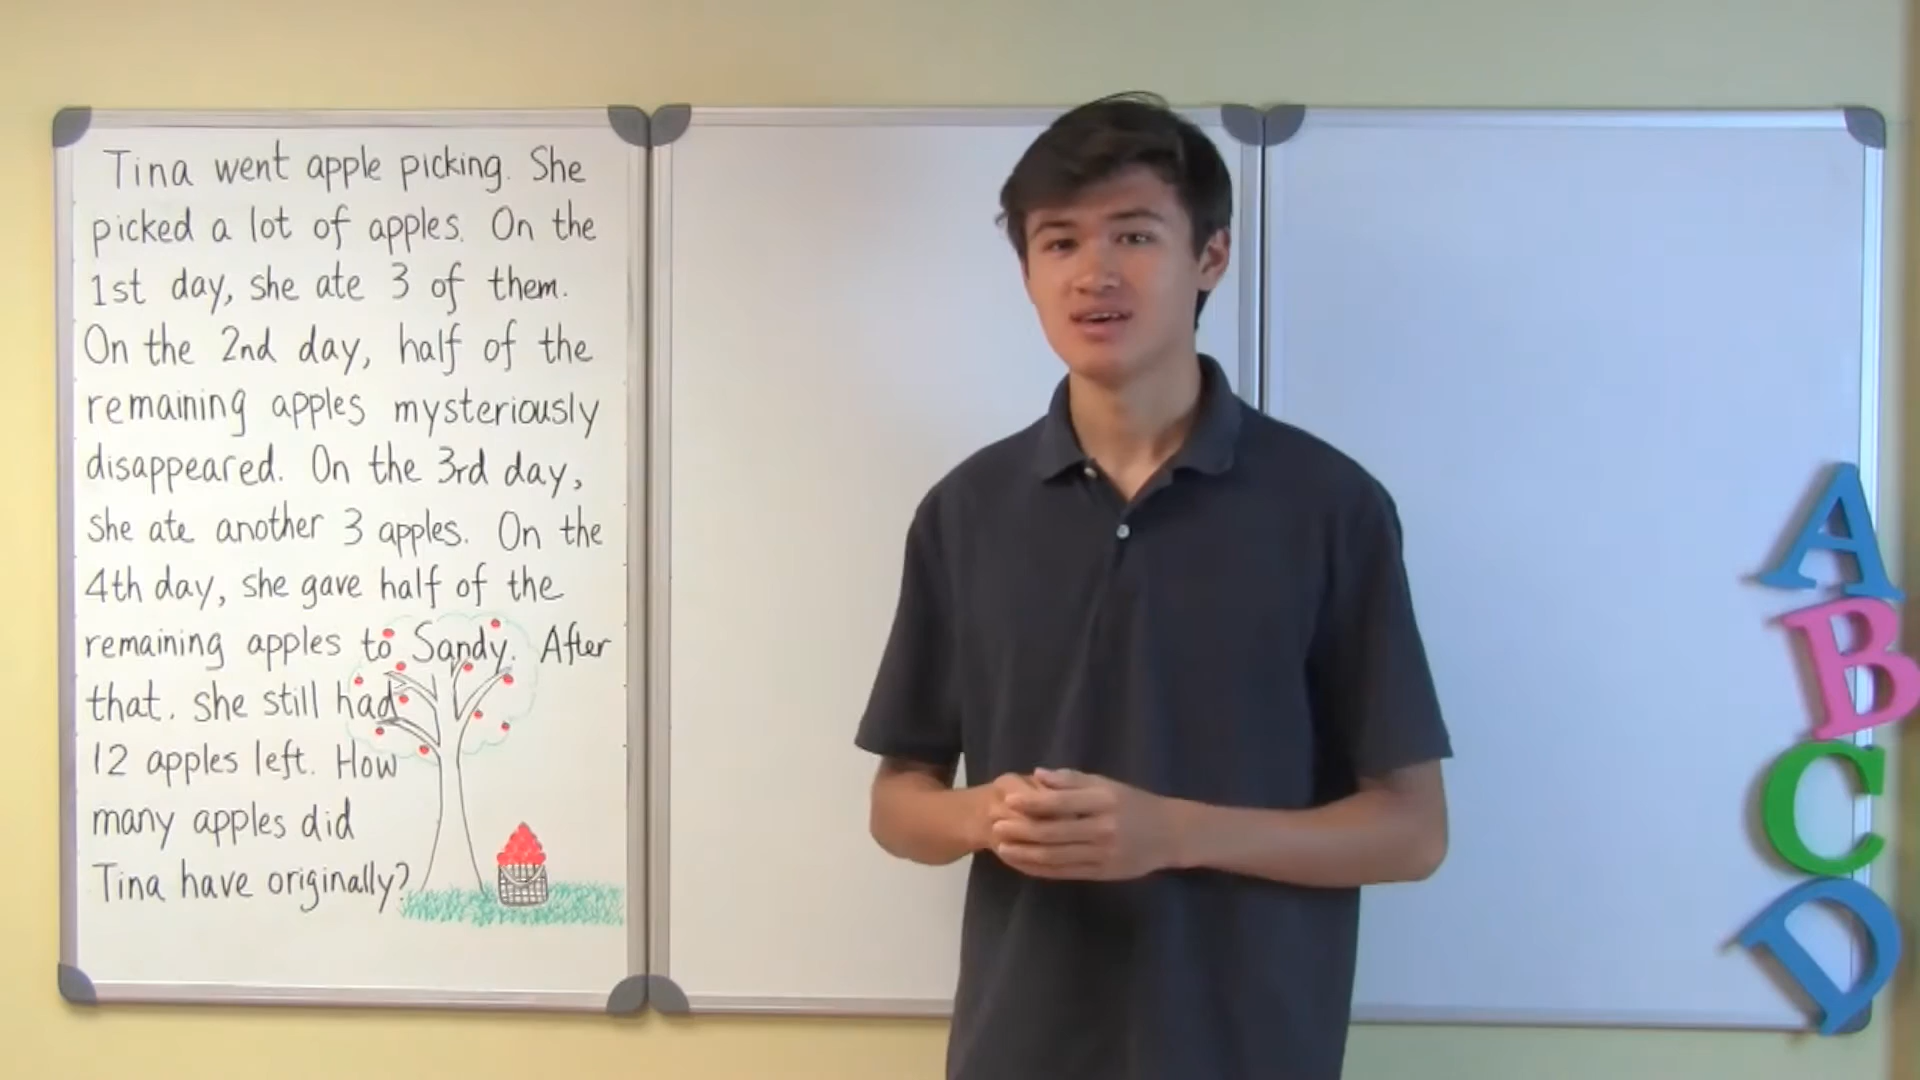 Tina went apple picking. She
picked a lot of apples. On the
1st day, she ate 3 of them.
On the 2nd day, half of the
remaining apples mysteriously
disappeared. On the 3rd day,
she ate another 3 apples. On the
4th day, she gave half of the
remaining apples to Sandy. After
that, she still had
12 apples left. How
many apples did
Tina have originally?
A
B
C
D